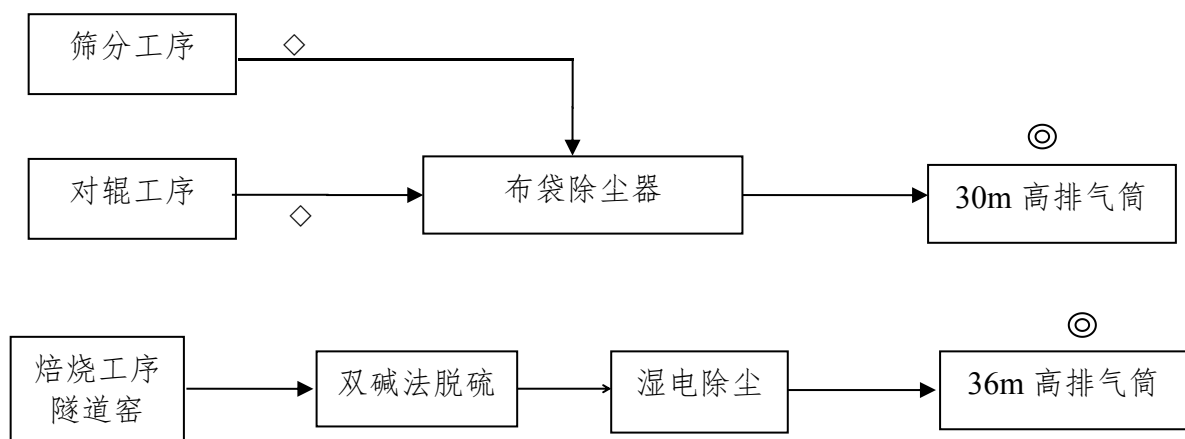 筛分工序
◇
◎
对辊工序
布袋除尘器
30m 高排气筒
◇
◎
焙烧工序
隧道窑
双碱法脱硫
湿电除尘
36m 高排气筒